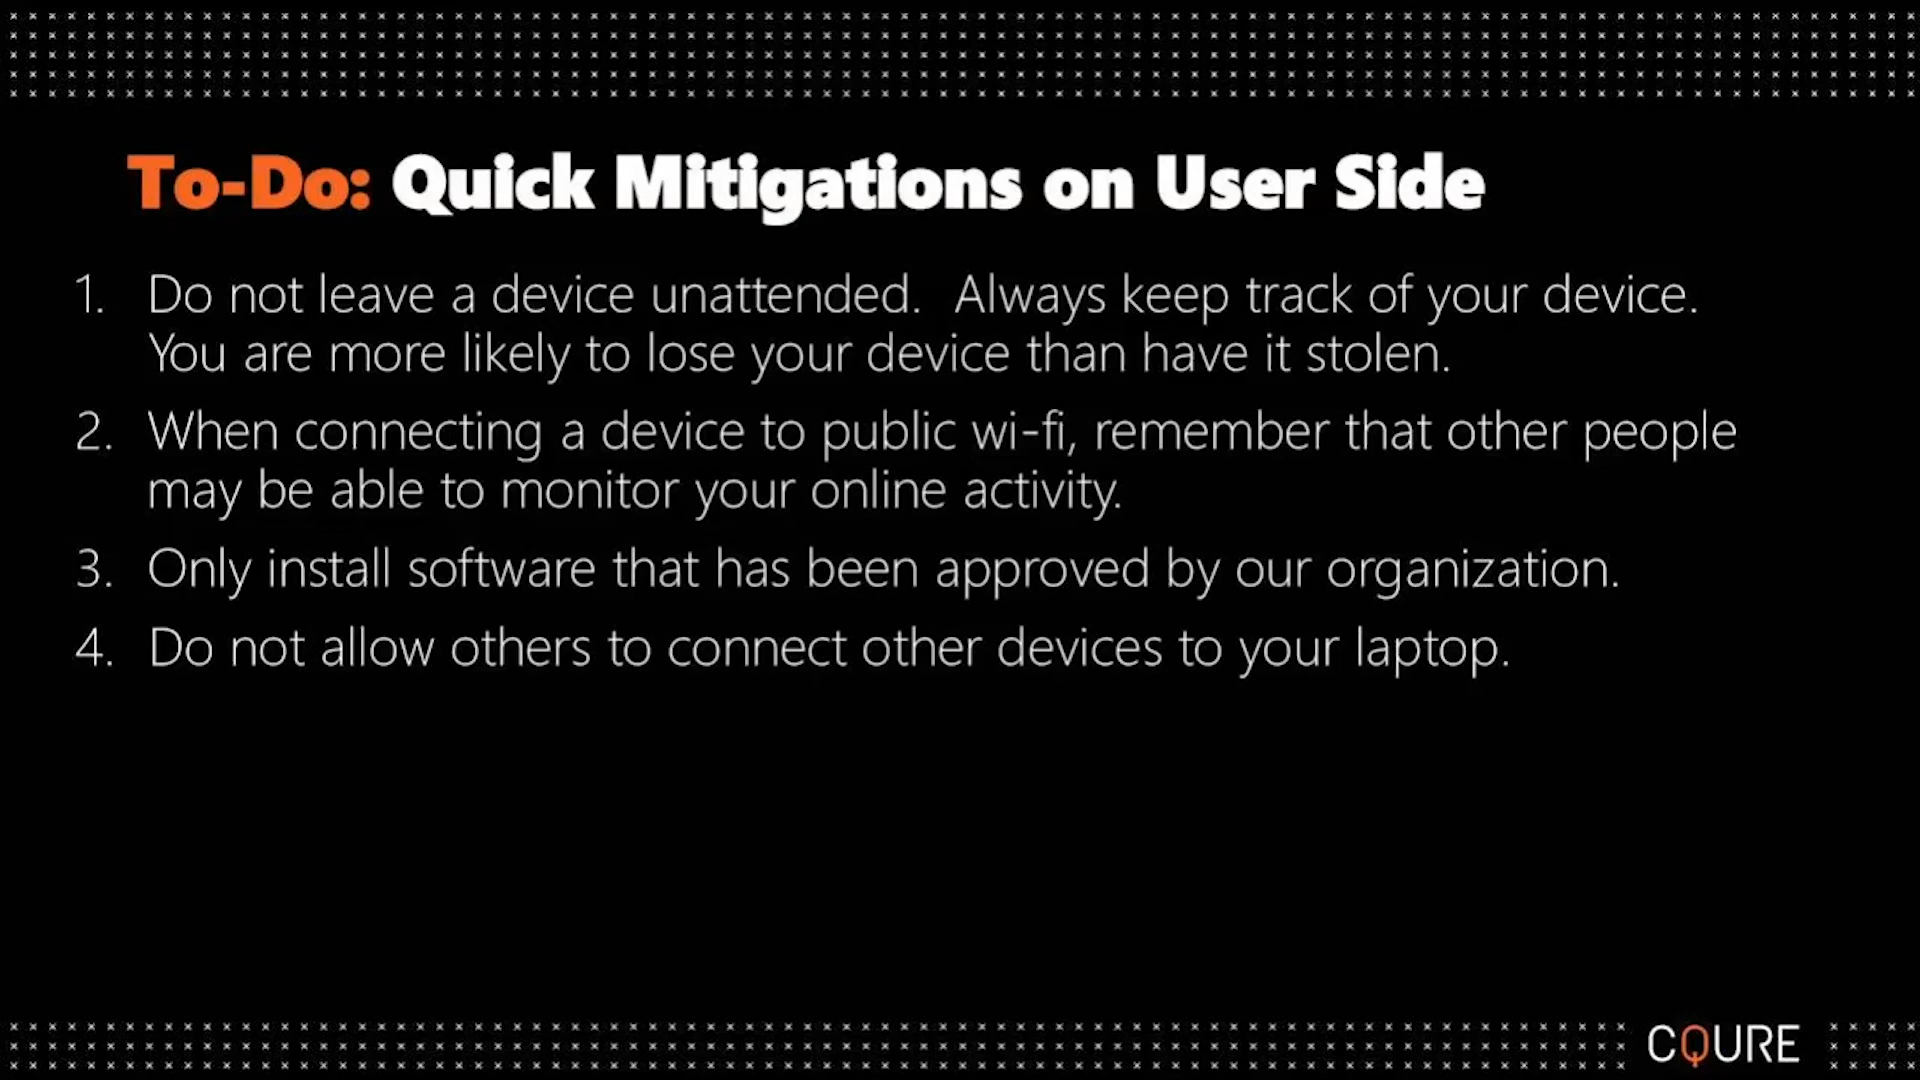 To-Do: Quick Mitigations on User Side
1. Do not leave a device unattended. Always keep track of your device.
You are more likely to lose your device than have it stolen.
2. When connecting a device to public wi-fi, remember that other people
may be able to monitor your online activity.
3. Only install software that has been approved by our organization.
4. Do not allow others to connect other devices to your laptop.
CQURE